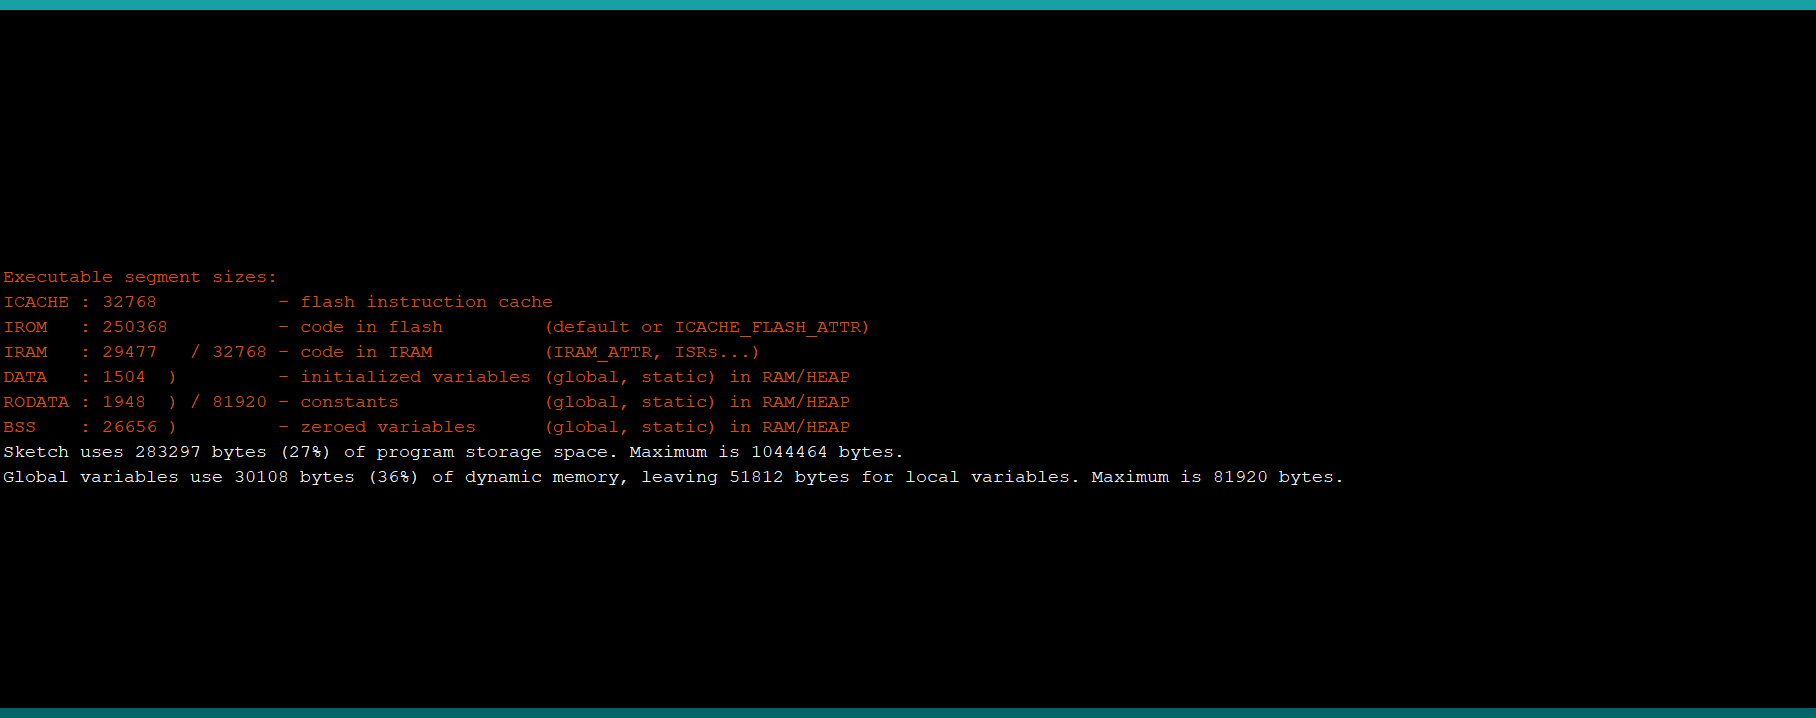 Executable segment sizes:
ICACHE : 32768           - flash instruction cache
IROM   : 250368          - code in flash         (default or ICACHE_FLASH_ATTR)
IRAM   : 29477   / 32768 - code in IRAM          (IRAM_ATTR, ISRs...)
DATA   : 1504  )         - initialized variables (global, static) in RAM/HEAP
RODATA : 1948  ) / 81920 - constants             (global, static) in RAM/HEAP
BSS    : 26656 )         - zeroed variables      (global, static) in RAM/HEAP
Sketch uses 283297 bytes (27%) of program storage space. Maximum is 1044464 bytes.
Global variables use 30108 bytes (36%) of dynamic memory, leaving 51812 bytes for local variables. Maximum is 81920 bytes.